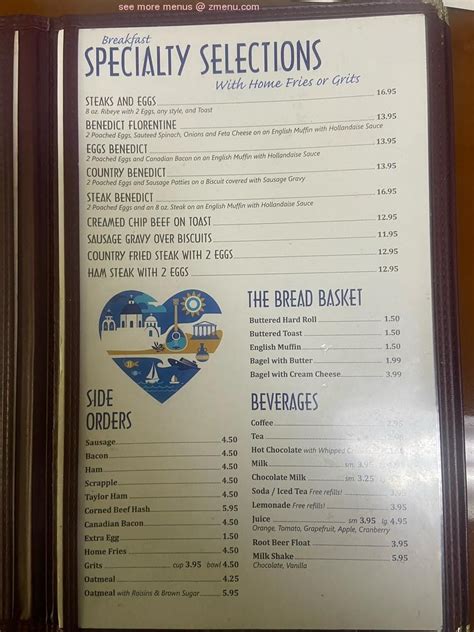 see more menus @ zmenu.com
Breakfast
SPECIALTY SELECTIONS
With Home Fries or Grits
STEAKS AND EGGS 16.95
8 oz. Ribeye with 2 Eggs, any style, and Toast
BENEDICT FLORENTINE 13.95
2 Poached Eggs, Sauteed Spinach, Onions and Feta Cheese on an English Muffin with Hollandaise Sauce
EGGS BENEDICT 13.95
2 Poached Eggs and Canadian Bacon on an English Muffin with Hollandaise Sauce
COUNTRY BENEDICT 13.95
2 Poached Eggs and Sausage Patties on a Biscuit covered with Sausage Gravy
STEAK BENEDICT 16.95
2 Poached Eggs and an 8 oz. Steak on an English Muffin with Hollandaise Sauce
CREAMED CHIP BEEF ON TOAST 12.95
SAUSAGE GRAVY OVER BISCUITS 11.95
COUNTRY FRIED STEAK WITH 2 EGGS 12.95
HAM STEAK WITH 2 EGGS 12.95
THE BREAD BASKET
Buttered Hard Roll 1.50
Buttered Toast 1.50
English Muffin 1.50
Bagel with Butter 1.99
Bagel with Cream Cheese 3.99
SIDE
ORDERS
Sausage 4.50
Bacon 4.50
Ham 4.50
Scrapple 4.50
Taylor Ham 4.50
Corned Beef Hash 5.95
Canadian Bacon 4.50
Extra Egg 1.50
Home Fries 4.50
Grits cup 3.95 bowl 4.50
Oatmeal 4.25
Oatmeal with Raisins & Brown Sugar 5.95
BEVERAGES
Coffee 2.95
Tea
Hot Chocolate with Whipped
Milk sm. 3.95
Chocolate Milk sm. 3.25
Soda / Iced Tea Free refills!
Lemonade Free refills! 3.95
Juice sm 3.95 lg 4.95
Orange, Tomato, Grapefruit, Apple, Cranberry
Root Beer Float 3.95
Milk Shake 5.95
Chocolate, Vanilla